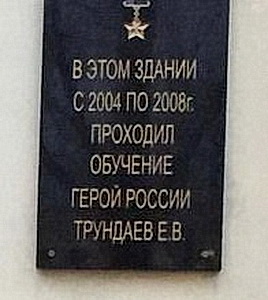 В ЭТОМ ЗДАНИИ
С 2004 ПО 2008г.
ПРОХОДИЛ
ОБУЧЕНИЕ
ГЕРОЙ РОССИИ
ТРУНДАЕВ Е.В.